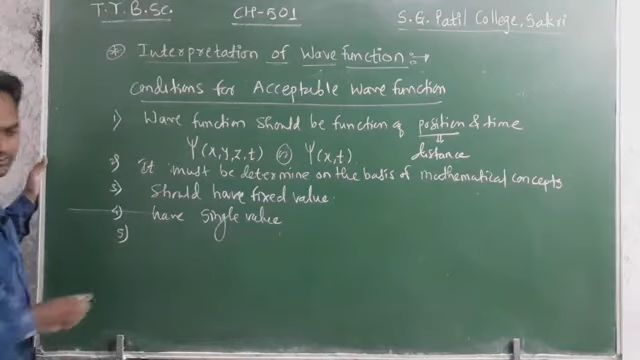 T.Y.B.Sc. CH-501 S.G. Patil College, Sakri
* Interpretation of Wave function :→
Conditions for Acceptable Wave function
1) Wave function should be function of position & time
Ψ(x,y,z,t) or Ψ(x,t) ⇓ distance
2) It must be determine on the basis of mathematical concepts
3) Should have fixed value.
4) have single value
5)